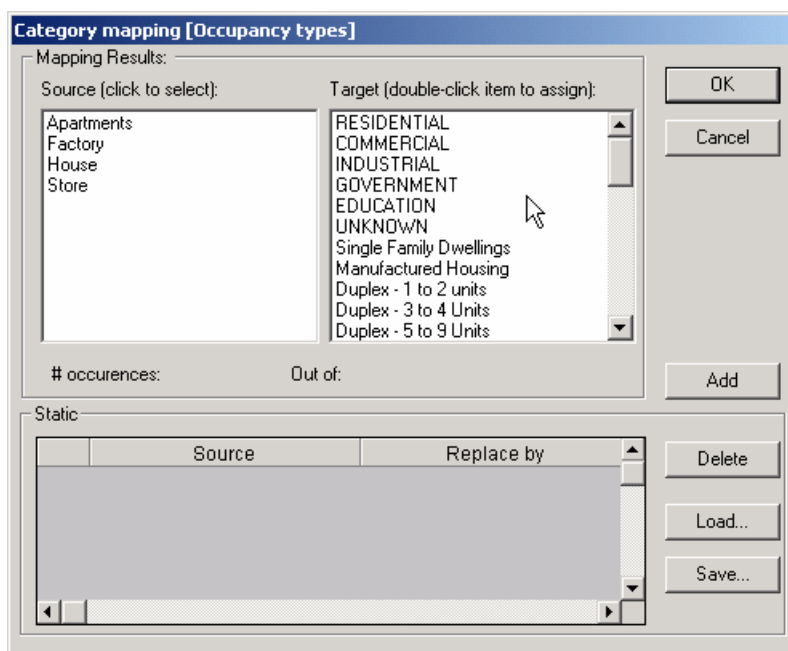 Category mapping [Occupancy types]
Mapping Results:
Source (click to select):
Target (double-click item to assign):
OK
Cancel
Apartments
Factory
House
Store
RESIDENTIAL
COMMERCIAL
INDUSTRIAL
GOVERNMENT
EDUCATION
UNKNOWN
Single Family Dwellings
Manufactured Housing
Duplex - 1 to 2 units
Duplex - 3 to 4 Units
Duplex - 5 to 9 Units
# occurences:
Out of:
Add
Static
Source
Replace by
Delete
Load...
Save...